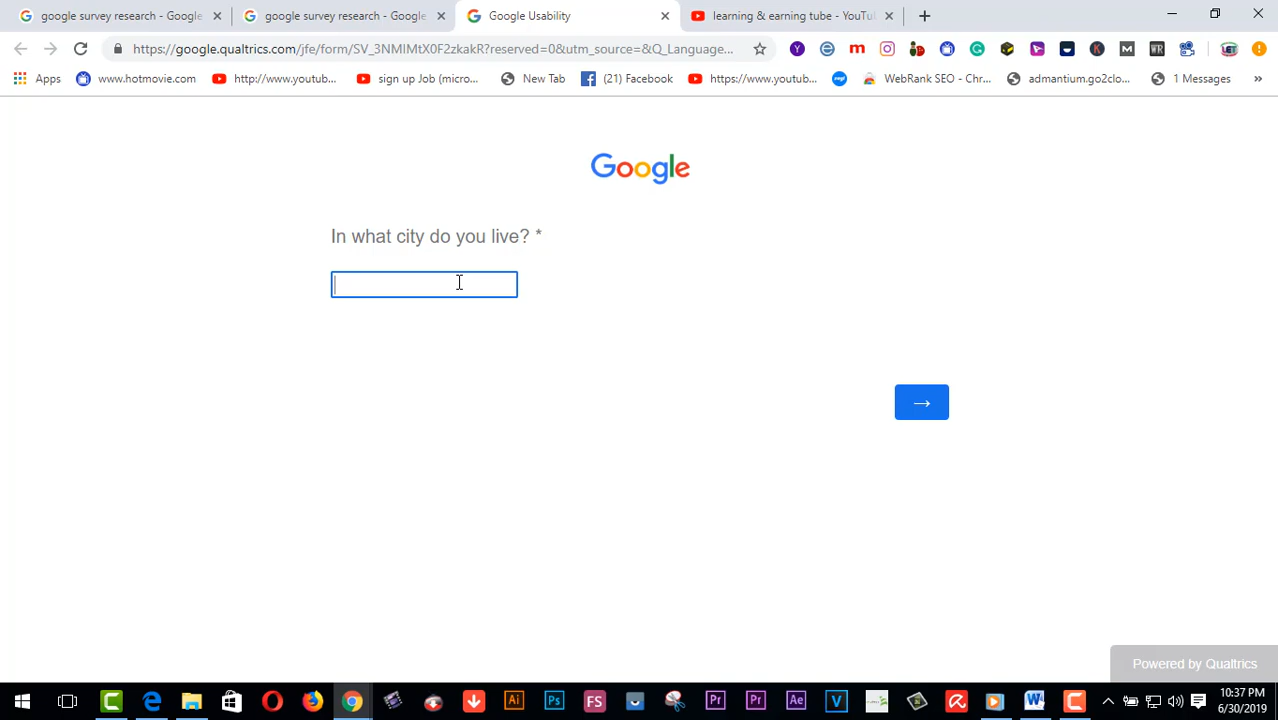 google survey research - Google
google survey research - Google
Google Usability
learning & earning tube - YouTu
https://google.qualtrics.com/jfe/form/SV_3NMIMtX0F2zkakR?reserved=0&utm_source=&Q_Language...
Apps
www.hotmovie.com
http://www.youtub...
sign up Job (micro...
New Tab
(21) Facebook
https://www.youtub...
WebRank SEO - Chr...
admantium.go2clo...
1 Messages
»
Google
In what city do you live? *
→
Powered by Qualtrics
10:37 PM
6/30/2019